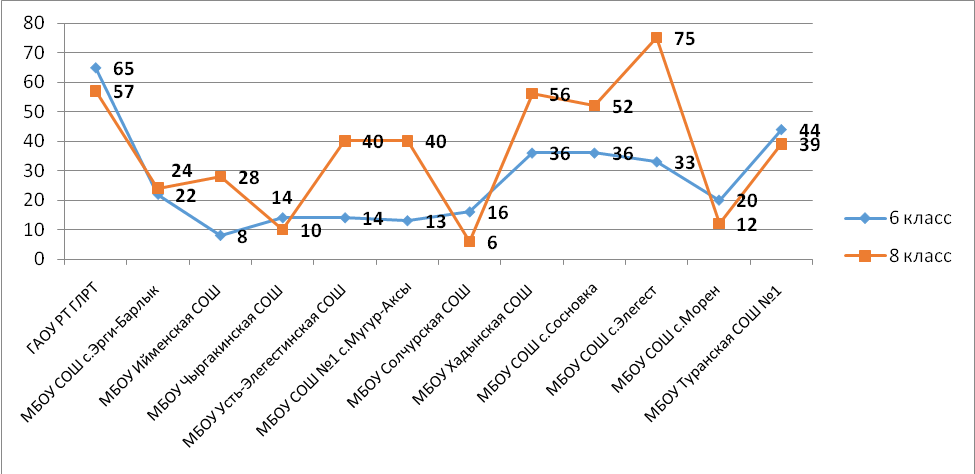 80
70
60
50
40
30
20
10
0
65
22
8
14
14
13
16
36
36
33
20
44
57
24
28
10
40
40
6
56
52
75
12
39
ГАОУ РТ ГЛРТ
МБОУ СОШ с.Эрги-Барлык
МБОУ Ийменская СОШ
МБОУ Чыргакинская СОШ
МБОУ Усть-Элегестинская СОШ
МБОУ СОШ №1 с.Мугур-Аксы
МБОУ Солчурская СОШ
МБОУ Хадынская СОШ
МБОУ СОШ с.Сосновка
МБОУ СОШ с.Элегест
МБОУ СОШ с.Морен
МБОУ Туранская СОШ №1
6 класс
8 класс